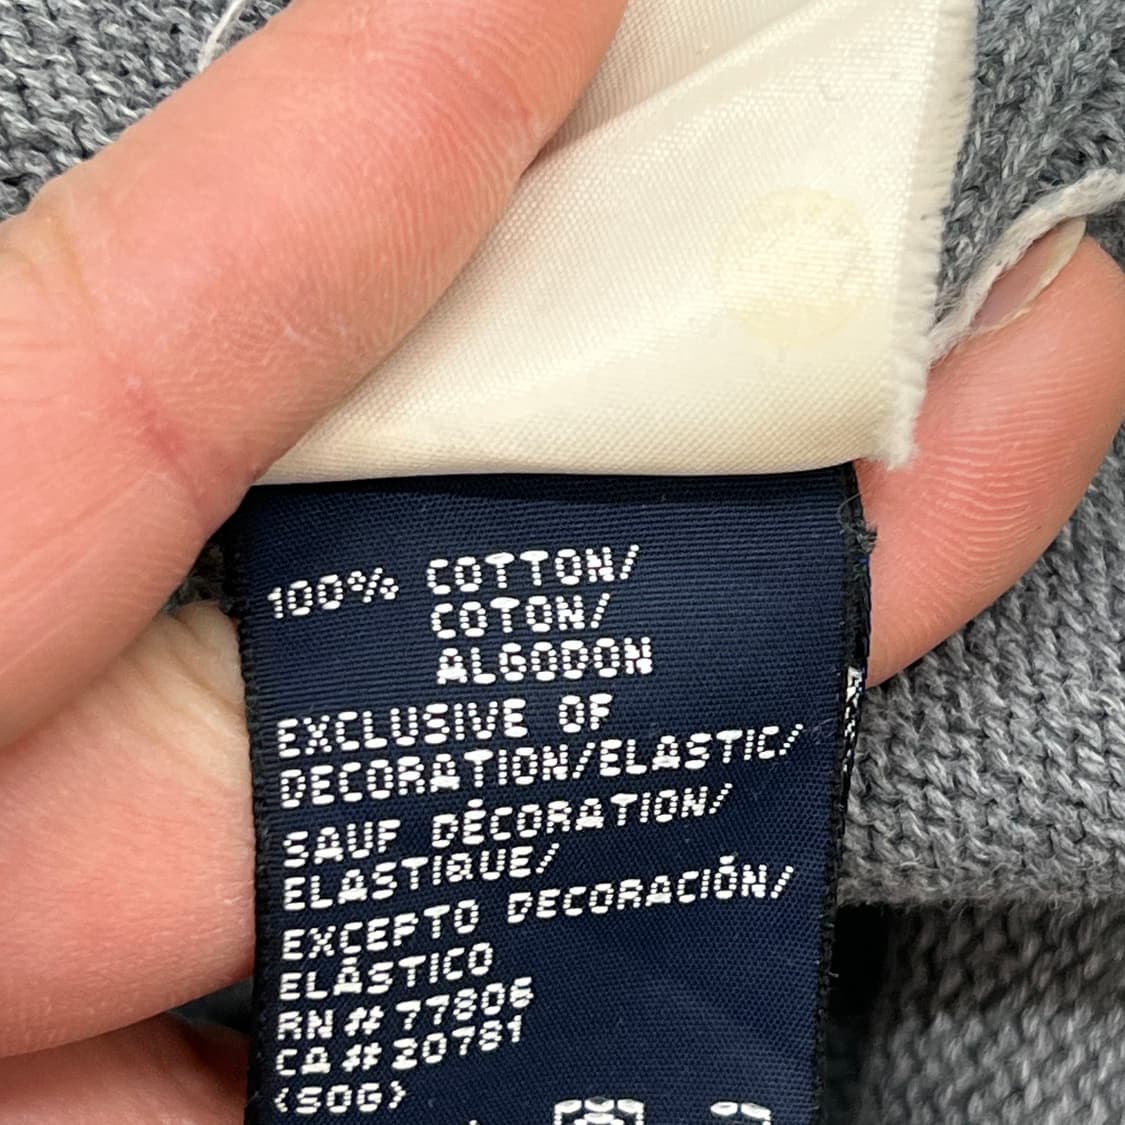 100% COTTON/
COTON/
ALGODON
EXCLUSIVE OF
DECORATION/ELASTIC/
SAUF DÉCORATION/
ELASTIQUE/
EXCEPTO DECORACIÓN/
ELÁSTICO
RN # 77806
CA # 20781
(SOG)